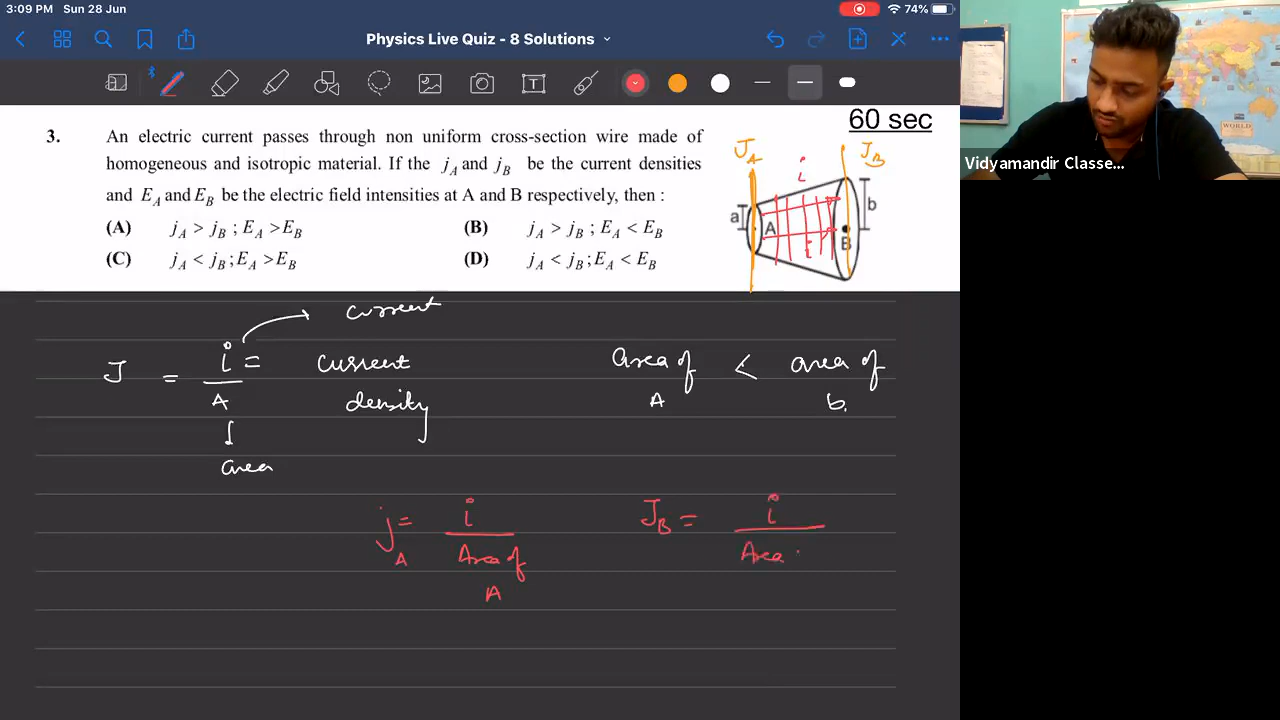 3:09 PM Sun 28 Jun
74%
Physics Live Quiz - 8 Solutions
Vidyamandir Classe...
WORLD
60 sec
3. An electric current passes through non uniform cross-section wire made of
homogeneous and isotropic material. If the j_A and j_B be the current densities
and E_A and E_B be the electric field intensities at A and B respectively, then :
(A) j_A > j_B ; E_A > E_B (B) j_A > j_B ; E_A < E_B
(C) j_A < j_B ; E_A > E_B (D) j_A < j_B ; E_A < E_B
J_A i J_B
a A b
i B
current
J = i/A = current density
area
area of A < area of b.
j_A = i / Area of A
J_B = i / Area